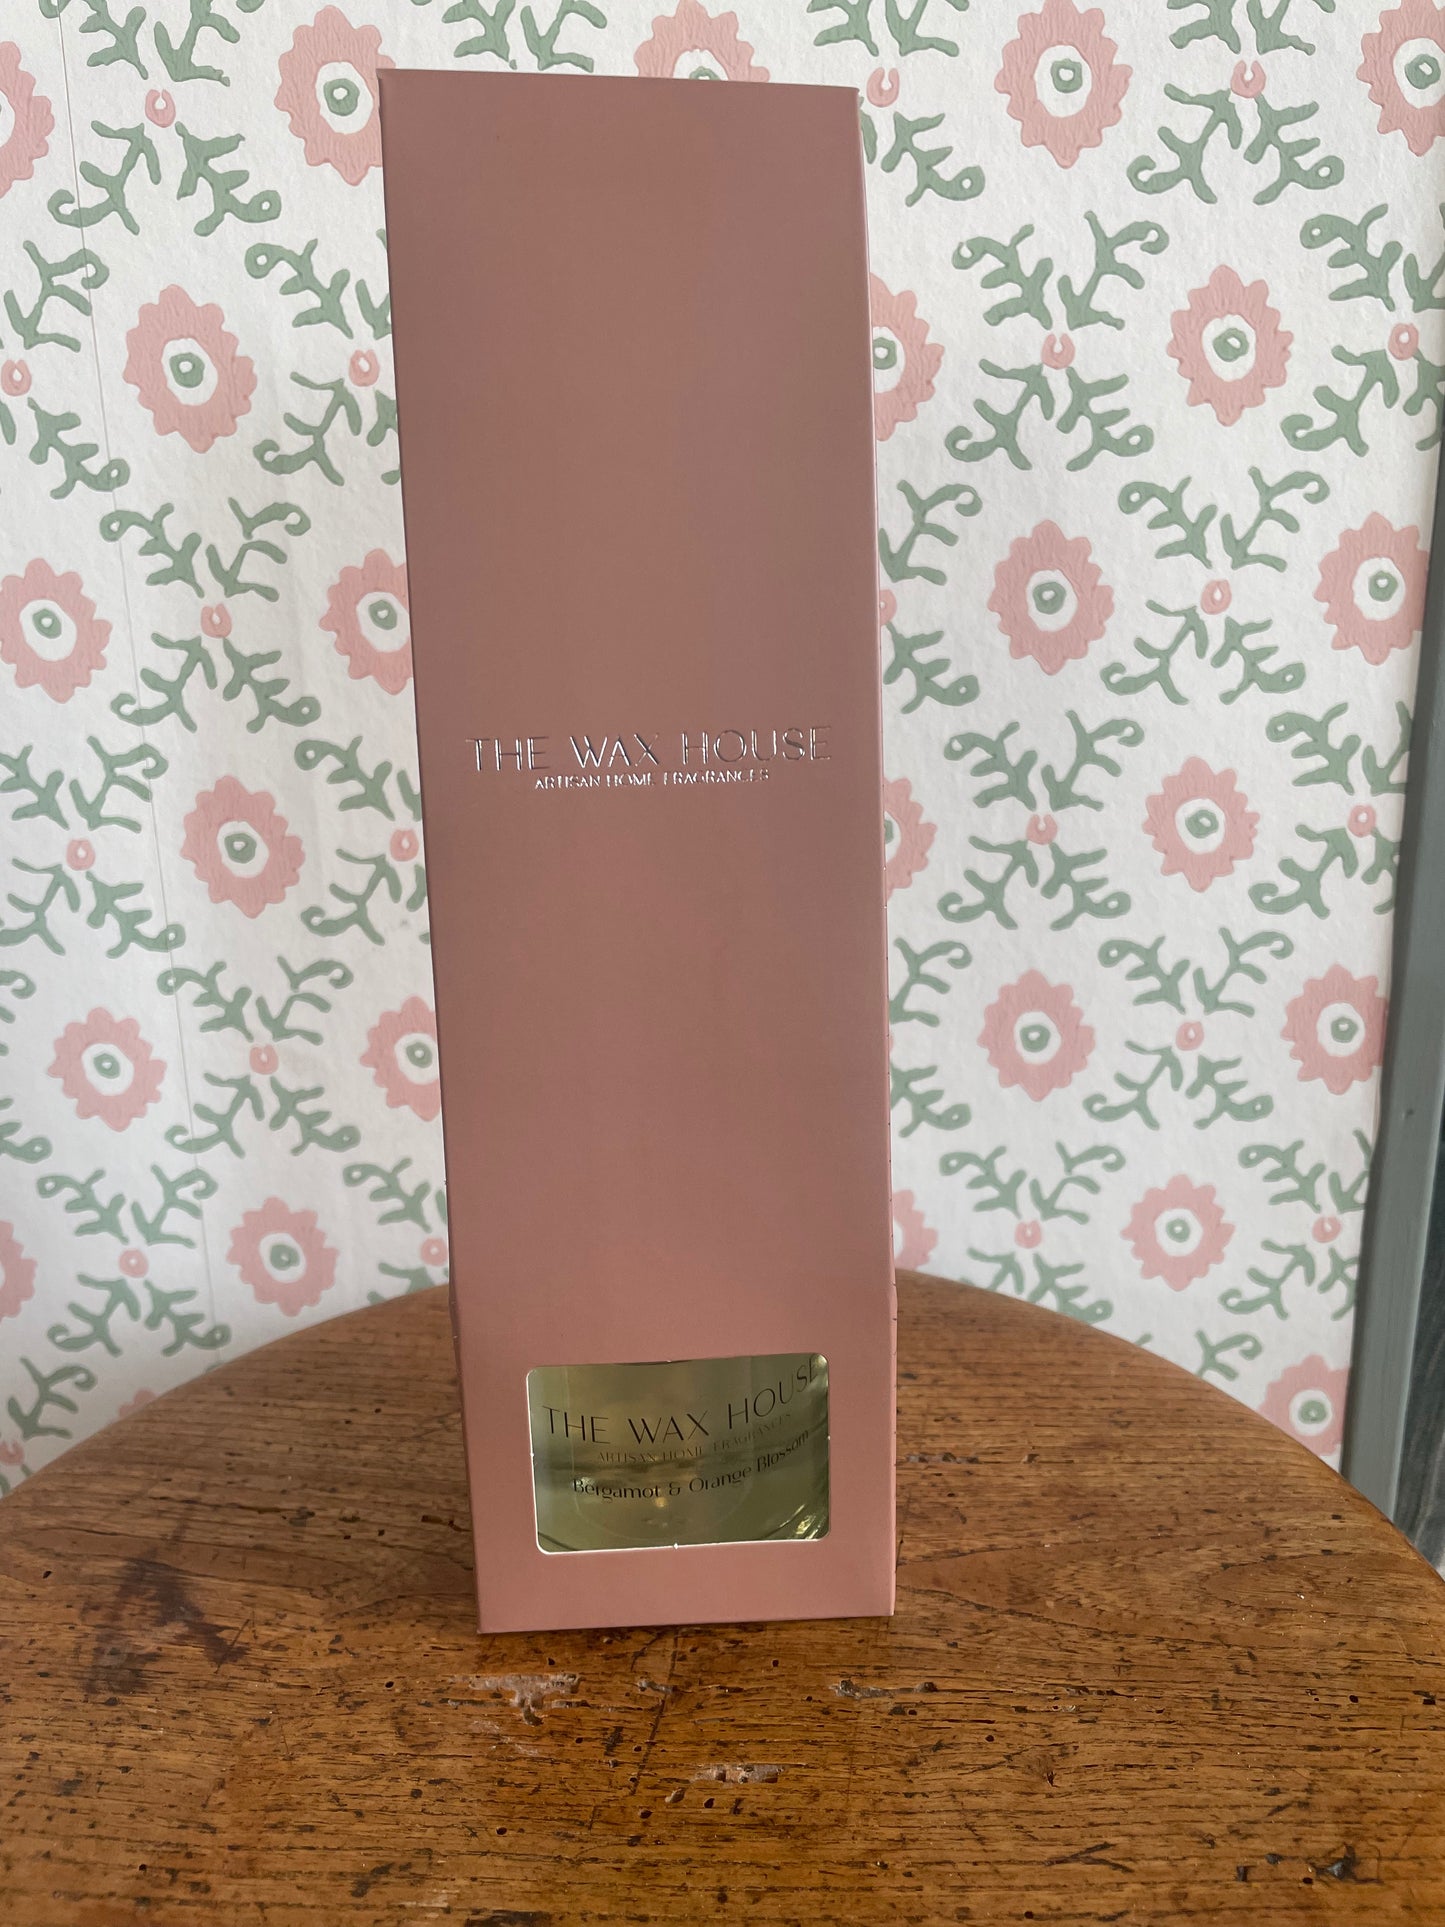 THE WAX HOUSE
ARTISAN HOME FRAGRANCES
THE WAX HOUSE
ARTISAN HOME FRAGRANCES
Bergamot & Orange Blossom